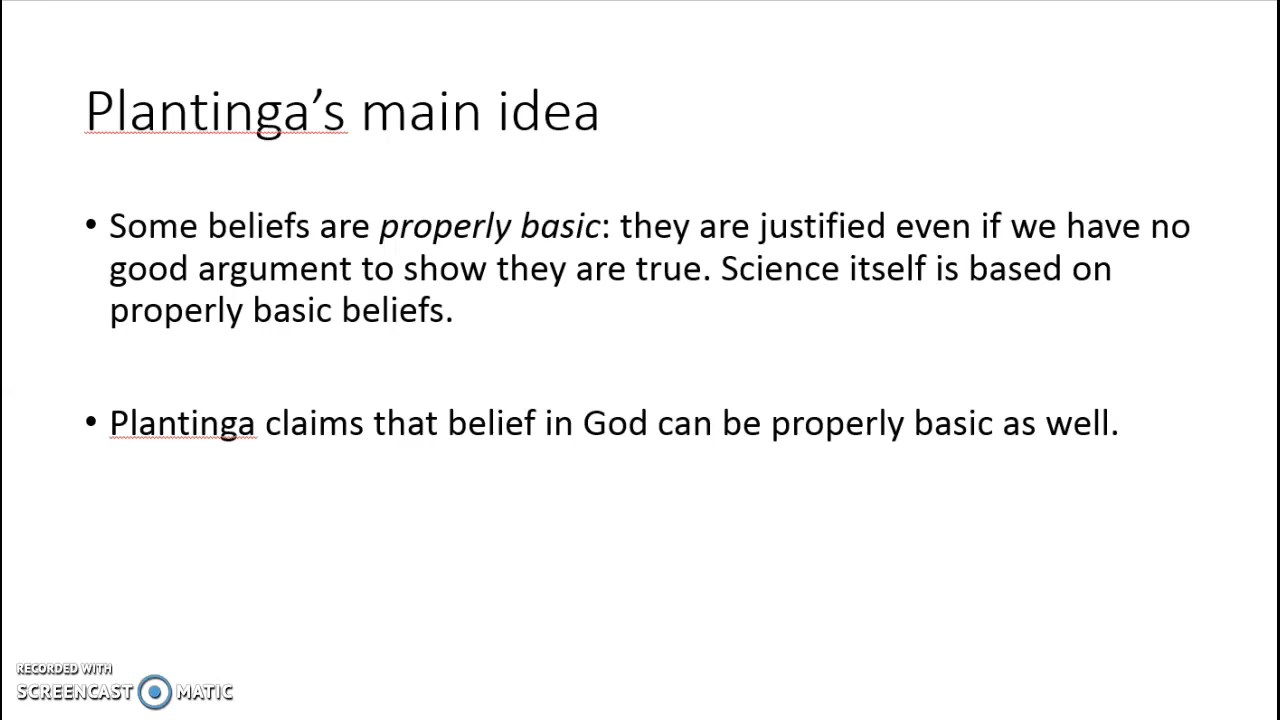 Plantinga’s main idea
• Some beliefs are properly basic: they are justified even if we have no
good argument to show they are true. Science itself is based on
properly basic beliefs.
• Plantinga claims that belief in God can be properly basic as well.
RECORDED WITH
SCREENCAST MATIC